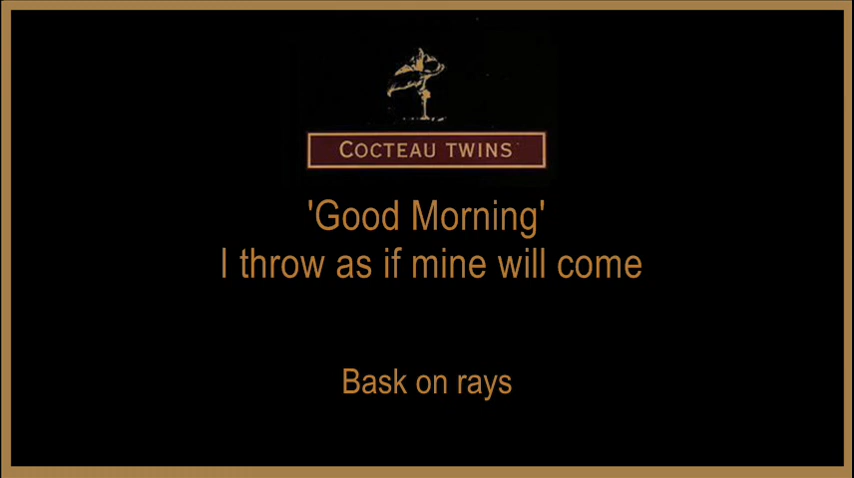 COCTEAU TWINS
'Good Morning'
I throw as if mine will come
Bask on rays